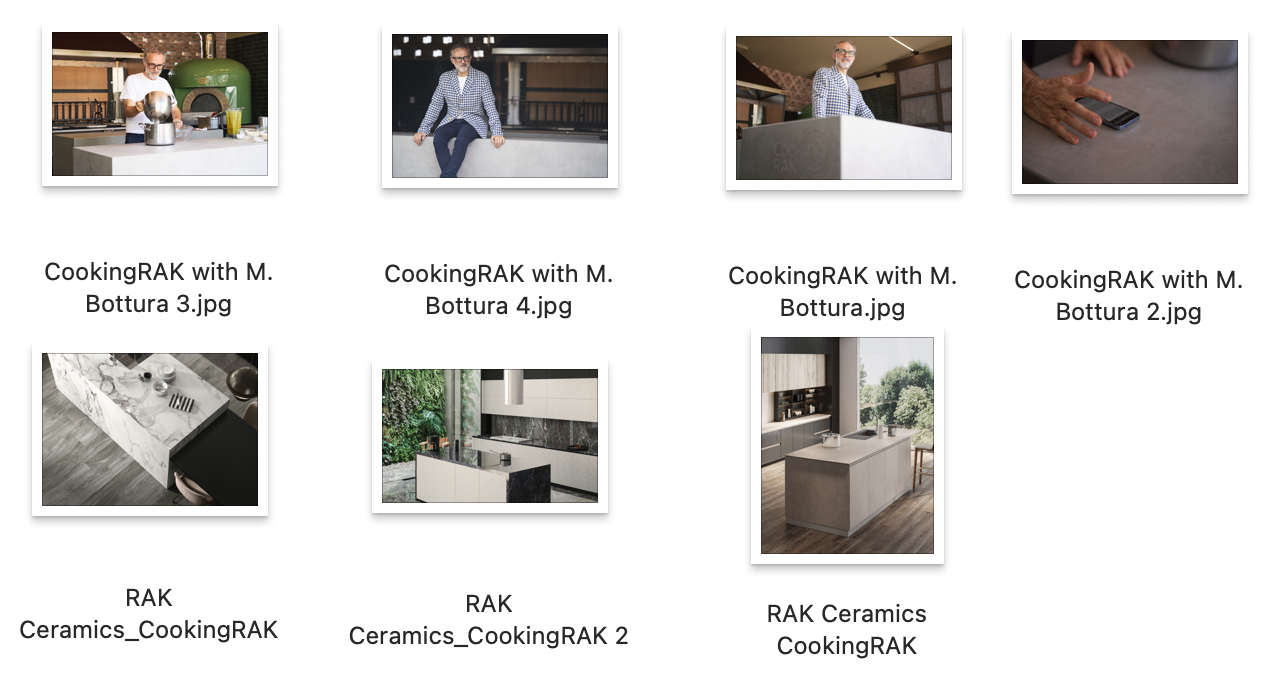 CookingRAK with M.
Bottura 3.jpg
CookingRAK with M.
Bottura 4.jpg
CookingRAK with M.
Bottura.jpg
CookingRAK with M.
Bottura 2.jpg
RAK
Ceramics_CookingRAK
RAK
Ceramics_CookingRAK 2
RAK Ceramics
CookingRAK